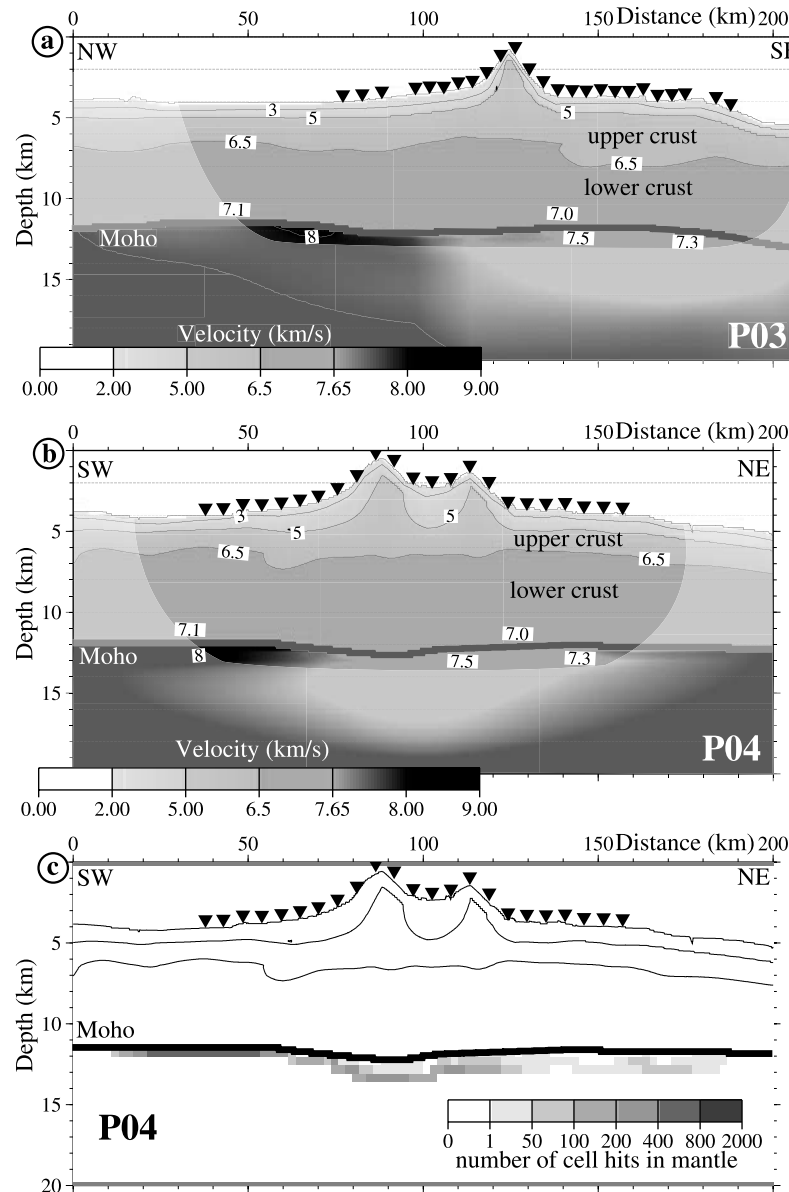 0 50 100 150 Distance (km) 200
a NW SE
3 5 5
5
upper crust
6.5 6.5
lower crust
10
7.1 7.0
Moho 8 7.5 7.3
15
Depth (km)
Velocity (km/s)
P03
0.00 2.00 5.00 6.5 7.65 8.00 9.00
0 50 100 150 Distance (km) 200
b SW NE
3 5 5
5
upper crust
6.5 6.5
lower crust
10
7.1 7.0
Moho 8 7.5 7.3
15
Depth (km)
Velocity (km/s)
P04
0.00 2.00 5.00 6.5 7.65 8.00 9.00
0 50 100 150 Distance (km) 200
c SW NE
5
10
Moho
Depth (km)
15
P04
0 1 50 100 200 400 800 2000
number of cell hits in mantle
20